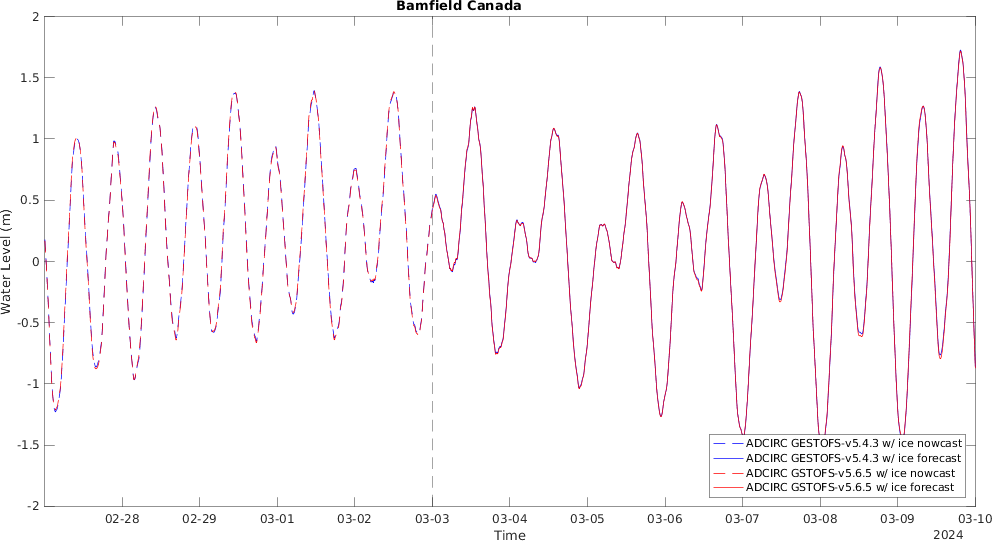 Bamfield Canada
Water Level (m)
2
1.5
1
0.5
0
-0.5
-1
-1.5
-2
ADCIRC GESTOFS-v5.4.3 w/ ice nowcast
ADCIRC GESTOFS-v5.4.3 w/ ice forecast
ADCIRC GSTOFS-v5.6.5 w/ ice nowcast
ADCIRC GSTOFS-v5.6.5 w/ ice forecast
02-28 02-29 03-01 03-02 03-03 03-04 03-05 03-06 03-07 03-08 03-09 03-10
Time
2024